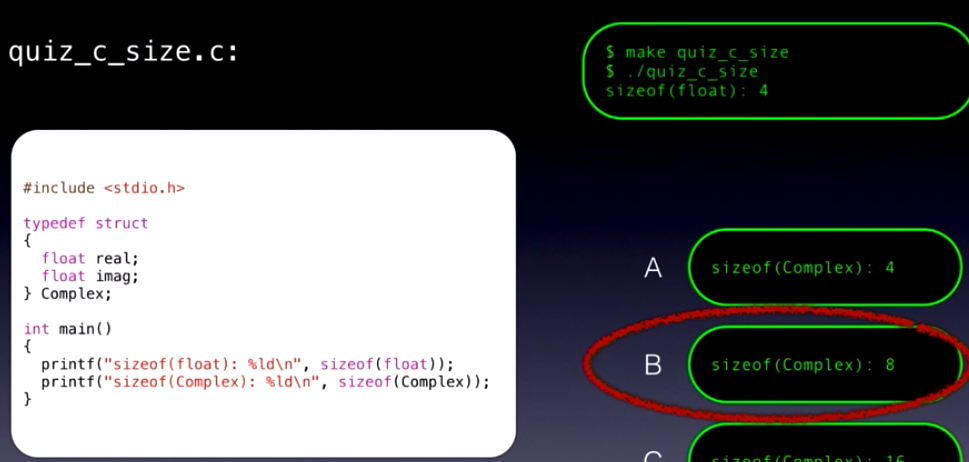 quiz_c_size.c:
$ make quiz_c_size
$ ./quiz_c_size
sizeof(float): 4
#include <stdio.h>
typedef struct
{
  float real;
  float imag;
} Complex;
int main()
{
  printf("sizeof(float): %ld\n", sizeof(float));
  printf("sizeof(Complex): %ld\n", sizeof(Complex));
}
A
sizeof(Complex): 4
B
sizeof(Complex): 8
C
sizeof(Complex): 16